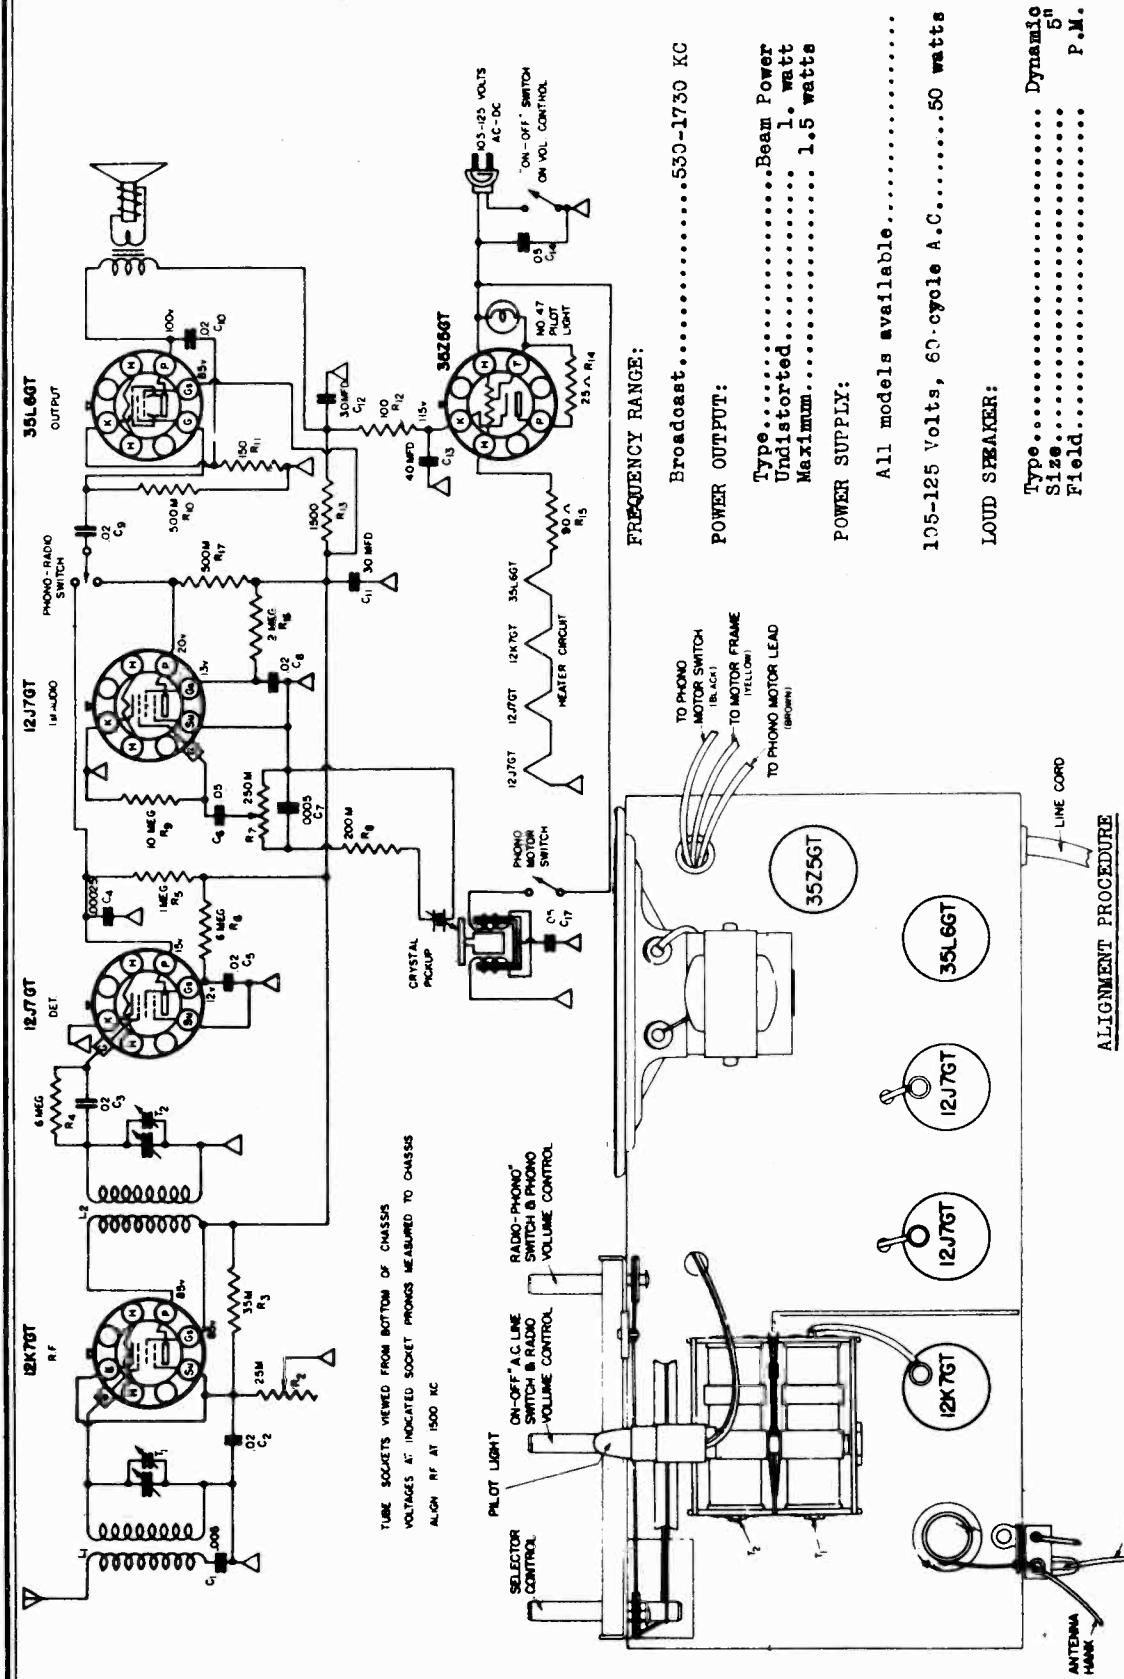 12K7GT
R.F
12J7GT
DET.
12J7GT
1st AUDIO
35L6GT
OUTPUT
L1
C1 .006
T1
.02
C2
25M
R2
35M
R3
K
H
H
P
85v
Gs
85v
Su
L2
T2
6 MEG
R4
.02
C3
K
H
H
P
15v
Gs
12v
Su
.00025
C4
1 MEG
R5
6 MEG
R6
.02
C5
10 MEG
R9
.05
C6
R7
250M
.0005
C7
200M
R8
K
H
H
P
20v
Gs
13v
Su
.02
C8
2 MEG
R16
500M
R17
PHONO-RADIO
SWITCH
.02
C9
500M
R10
150
R11
K
H
H
P
100v
Gs
85v
G
.02
C10
1500
R13
30 MFD
C11
30MFD
C12
100
R12
40MFD
C13
115v
35Z5GT
K
H
H
P
T
NO 47
PILOT
LIGHT
25Ω R14
90Ω
R15
.05
C14
105-125 VOLTS
AC-DC
"ON-OFF" SWITCH
ON VOL. CONTROL
12J7GT
12J7GT
12K7GT
35L6GT
HEATER CIRCUIT
CRYSTAL
PICKUP
PHONO
MOTOR
SWITCH
C17
TUBE SOCKETS VIEWED FROM BOTTOM OF CHASSIS
VOLTAGES AT INDICATED SOCKET PRONGS MEASURED TO CHASSIS
ALIGN RF AT 1500 KC
SELECTOR
CONTROL
PILOT LIGHT
ON-OFF" A.C. LINE
SWITCH & RADIO
VOLUME CONTROL
RADIO-PHONO"
SWITCH & PHONO
VOLUME CONTROL
TO PHONO
MOTOR SWITCH
(BLACK)
TO MOTOR FRAME
(YELLOW)
TO PHONO MOTOR LEAD
(BROWN)
T2
T1
12K7GT
12J7GT
12J7GT
35L6GT
35Z5GT
LINE CORD
ANTENNA
HANK
FREQUENCY RANGE:
Broadcast....................530-1730 KC
POWER OUTPUT:
Type....................Beam Power
Undistorted............ 1. watt
Maximum................ 1.5 watts
POWER SUPPLY:
All models available...............
105-125 Volts, 60-cycle A.C.......50 watts
LOUD SPEAKER:
Type....................... Dynamic
Size....................... 5"
Field...................... P.M.
ALIGNMENT PROCEDURE